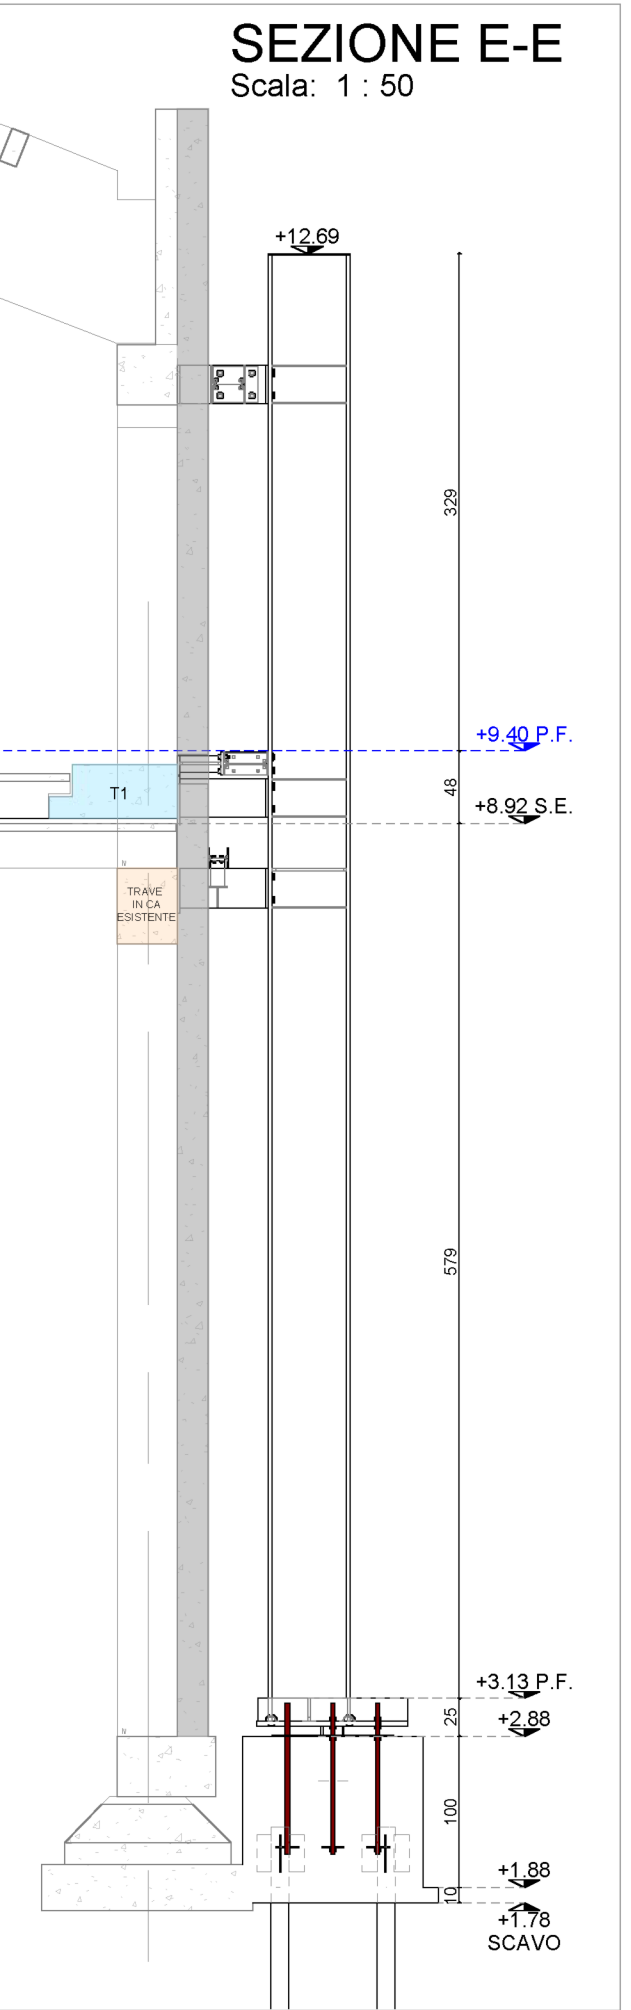 SEZIONE E-E
Scala: 1 : 50
+12.69
329
+9.40 P.F.
48
T1
+8.92 S.E.
N
TRAVE
IN CA
ESISTENTE
579
+3.13 P.F.
25
+2.88
N
100
+1.88
10
+1.78
SCAVO